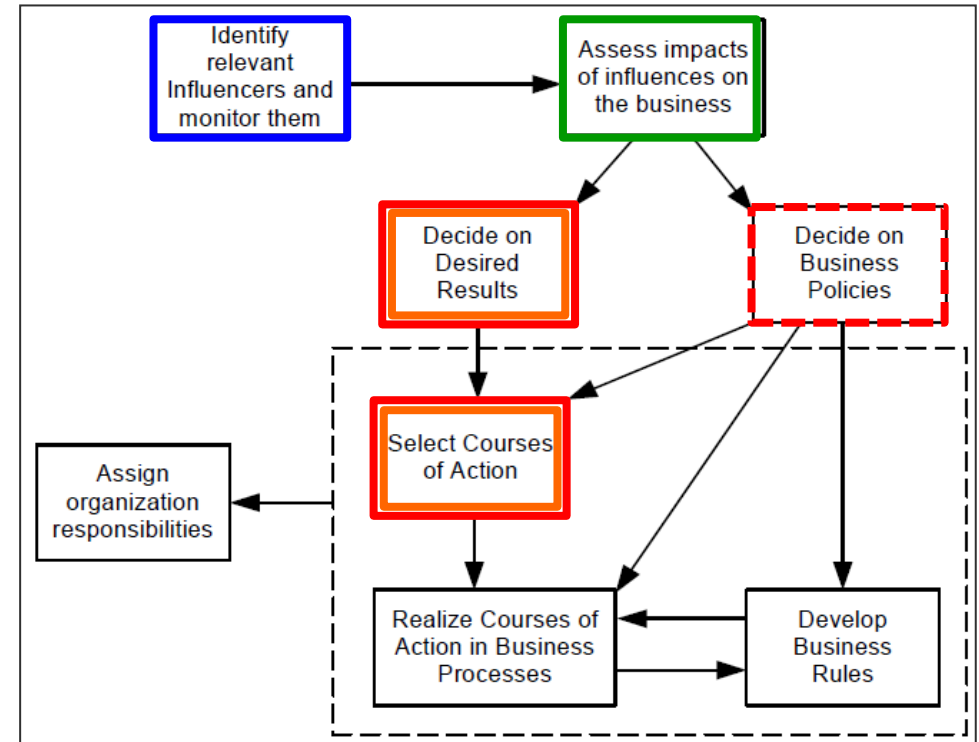 Identify
relevant
Influencers and
monitor them
Assess impacts
of influences on
the business
Decide on
Desired
Results
Decide on
Business
Policies
Select Courses
of Action
Assign
organization
responsibilities
Realize Courses of
Action in Business
Processes
Develop
Business
Rules